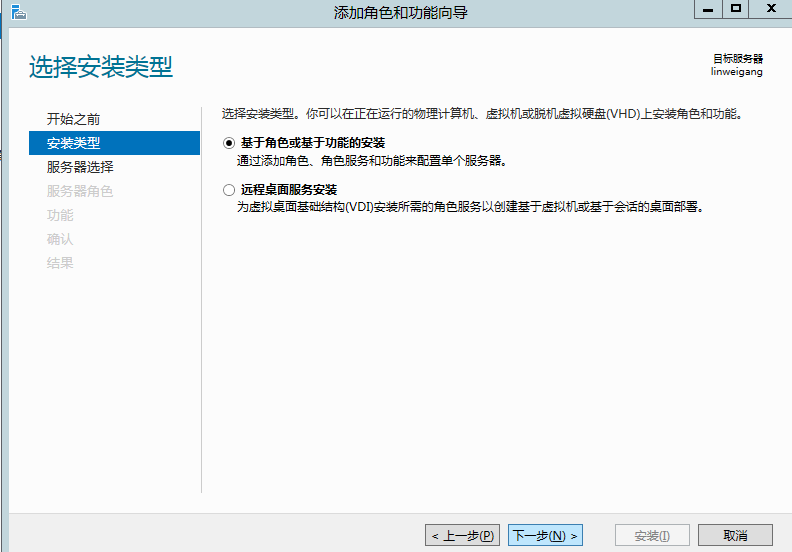 添加角色和功能向导
选择安装类型
目标服务器
linweigang
开始之前
安装类型
服务器选择
服务器角色
功能
确认
结果
选择安装类型。你可以在正在运行的物理计算机、虚拟机或脱机虚拟硬盘(VHD)上安装角色和功能。
基于角色或基于功能的安装
通过添加角色、角色服务和功能来配置单个服务器。
远程桌面服务安装
为虚拟桌面基础结构(VDI)安装所需的角色服务以创建基于虚拟机或基于会话的桌面部署。
< 上一步(P)
下一步(N) >
安装(I)
取消